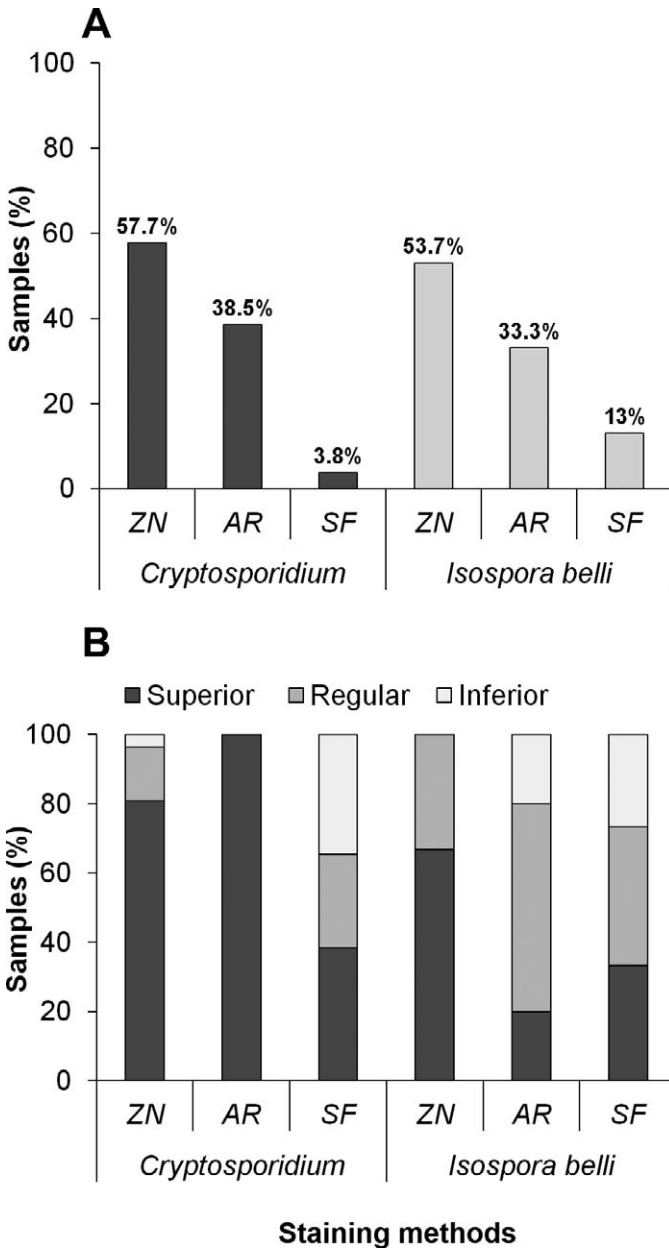 A
100
80
60
40
20
0
Samples (%)
57.7%
38.5%
3.8%
53.7%
33.3%
13%
ZN AR SF ZN AR SF
Cryptosporidium Isospora belli
B
Superior Regular Inferior
100
80
60
40
20
0
Samples (%)
ZN AR SF ZN AR SF
Cryptosporidium Isospora belli
Staining methods